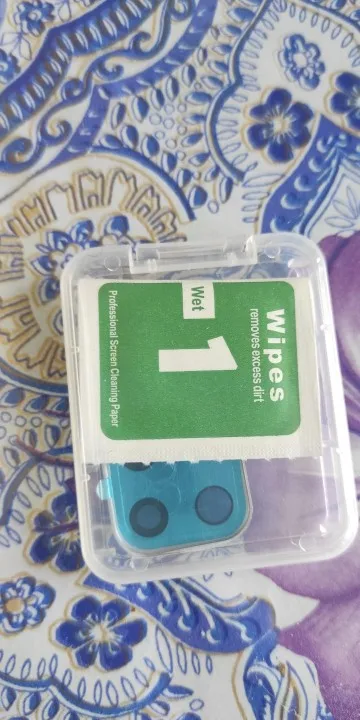 Wipes
removes excess dirt
Wet
1
Professional Screen Cleaning Paper